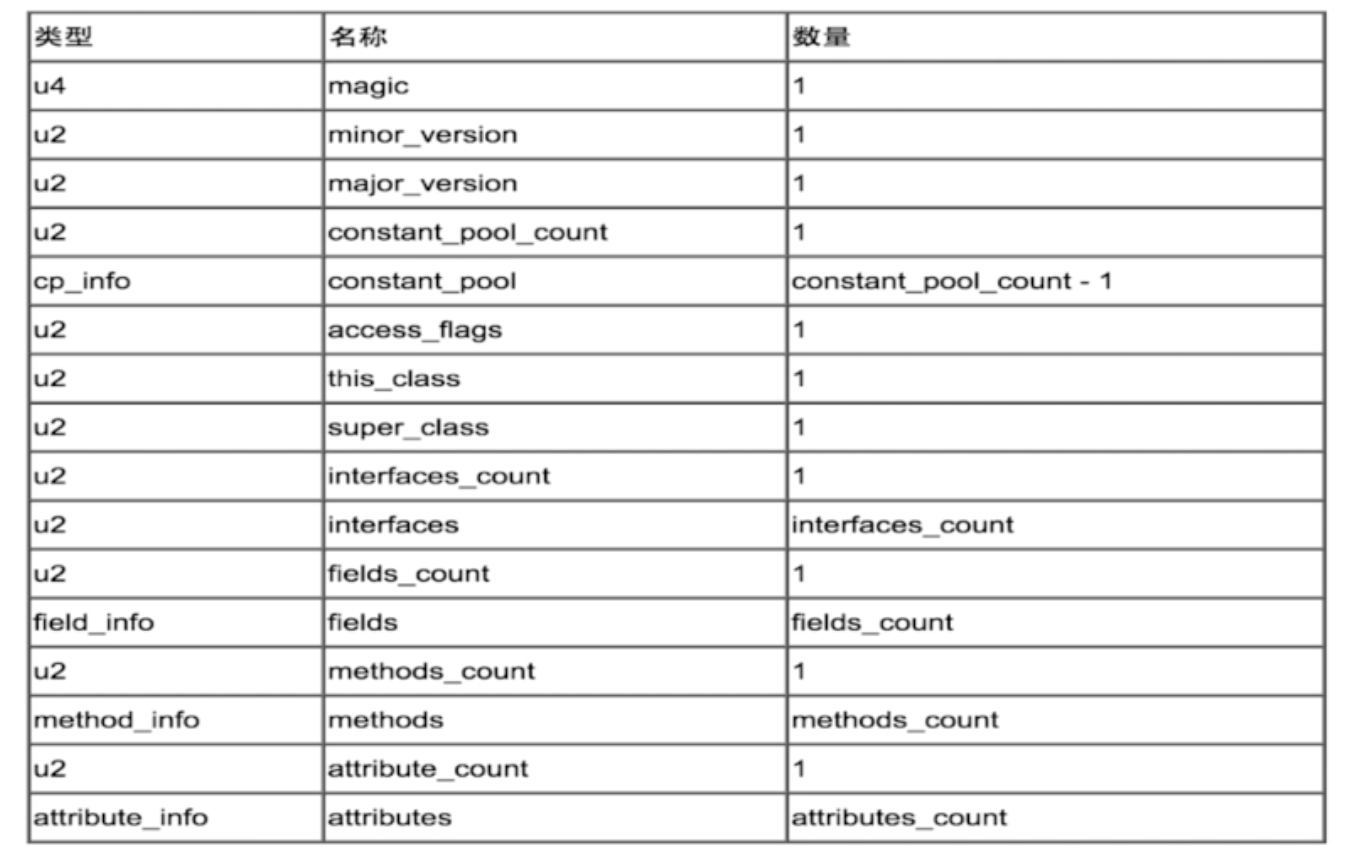 类型 名称 数量
u4 magic 1
u2 minor_version 1
u2 major_version 1
u2 constant_pool_count 1
cp_info constant_pool constant_pool_count - 1
u2 access_flags 1
u2 this_class 1
u2 super_class 1
u2 interfaces_count 1
u2 interfaces interfaces_count
u2 fields_count 1
field_info fields fields_count
u2 methods_count 1
method_info methods methods_count
u2 attribute_count 1
attribute_info attributes attributes_count